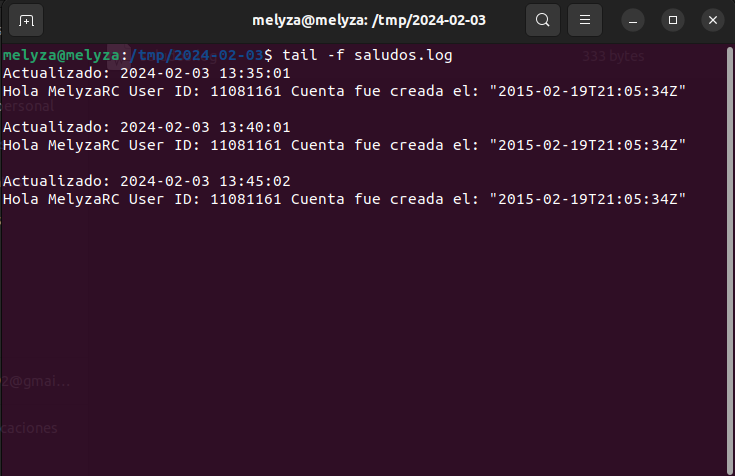 melyza@melyza: /tmp/2024-02-03
melyza@melyza:/tmp/2024-02-03$ tail -f saludos.log
333 bytes
Actualizado: 2024-02-03 13:35:01
Hola MelyzaRC User ID: 11081161 Cuenta fue creada el: "2015-02-19T21:05:34Z"
personal
Actualizado: 2024-02-03 13:40:01
Hola MelyzaRC User ID: 11081161 Cuenta fue creada el: "2015-02-19T21:05:34Z"
Actualizado: 2024-02-03 13:45:02
Hola MelyzaRC User ID: 11081161 Cuenta fue creada el: "2015-02-19T21:05:34Z"
2@gmai...
caciones